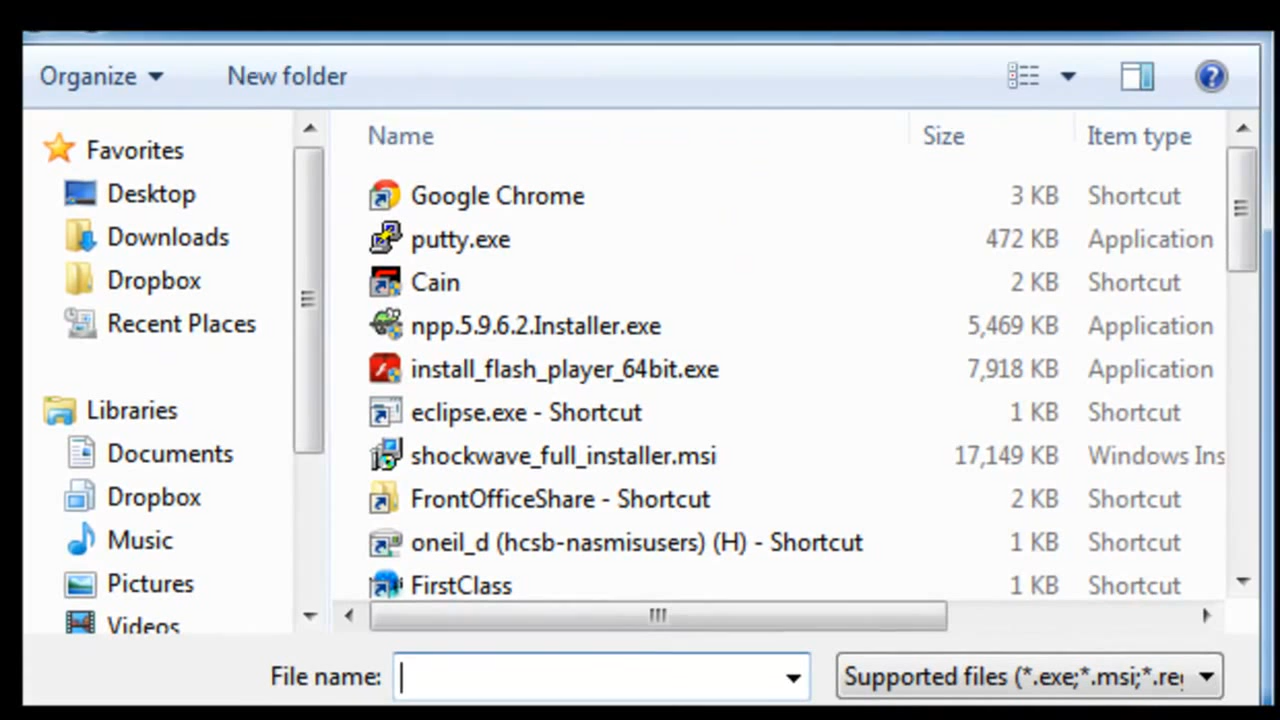 Organize New folder
Name Size Item type
Favorites
Desktop
Downloads
Dropbox
Recent Places
Libraries
Documents
Dropbox
Music
Pictures
Videos
Google Chrome 3 KB Shortcut
putty.exe 472 KB Application
Cain 2 KB Shortcut
npp.5.9.6.2.Installer.exe 5,469 KB Application
install_flash_player_64bit.exe 7,918 KB Application
eclipse.exe - Shortcut 1 KB Shortcut
shockwave_full_installer.msi 17,149 KB Windows Ins
FrontOfficeShare - Shortcut 2 KB Shortcut
oneil_d (hcsb-nasmisusers) (H) - Shortcut 1 KB Shortcut
FirstClass 1 KB Shortcut
File name: Supported files (*.exe;*.msi;*.reg